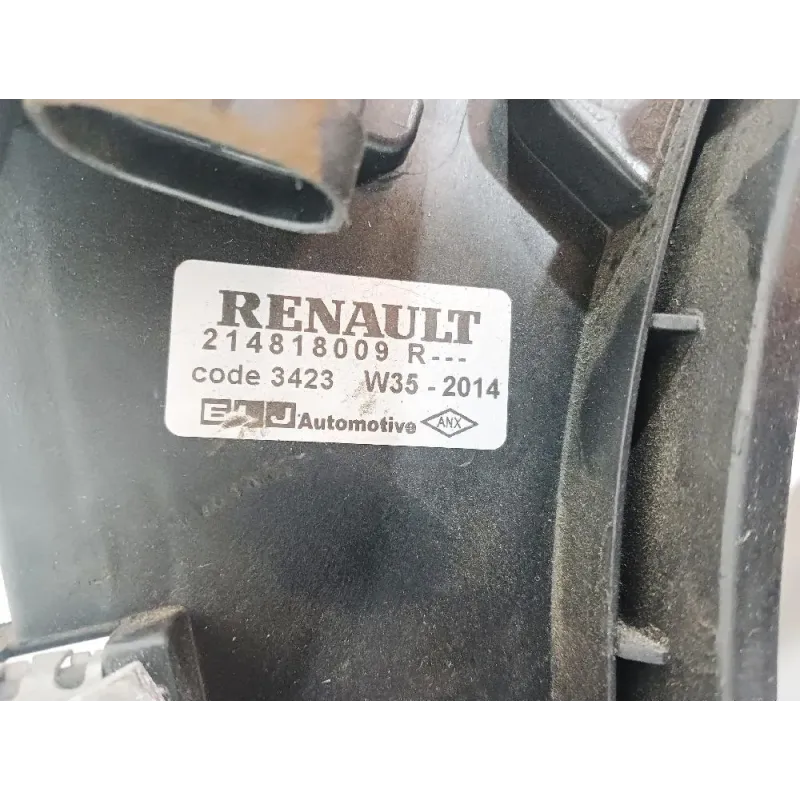 RENAULT
214818009 R---
code 3423 W35 - 2014
Automotive ANX